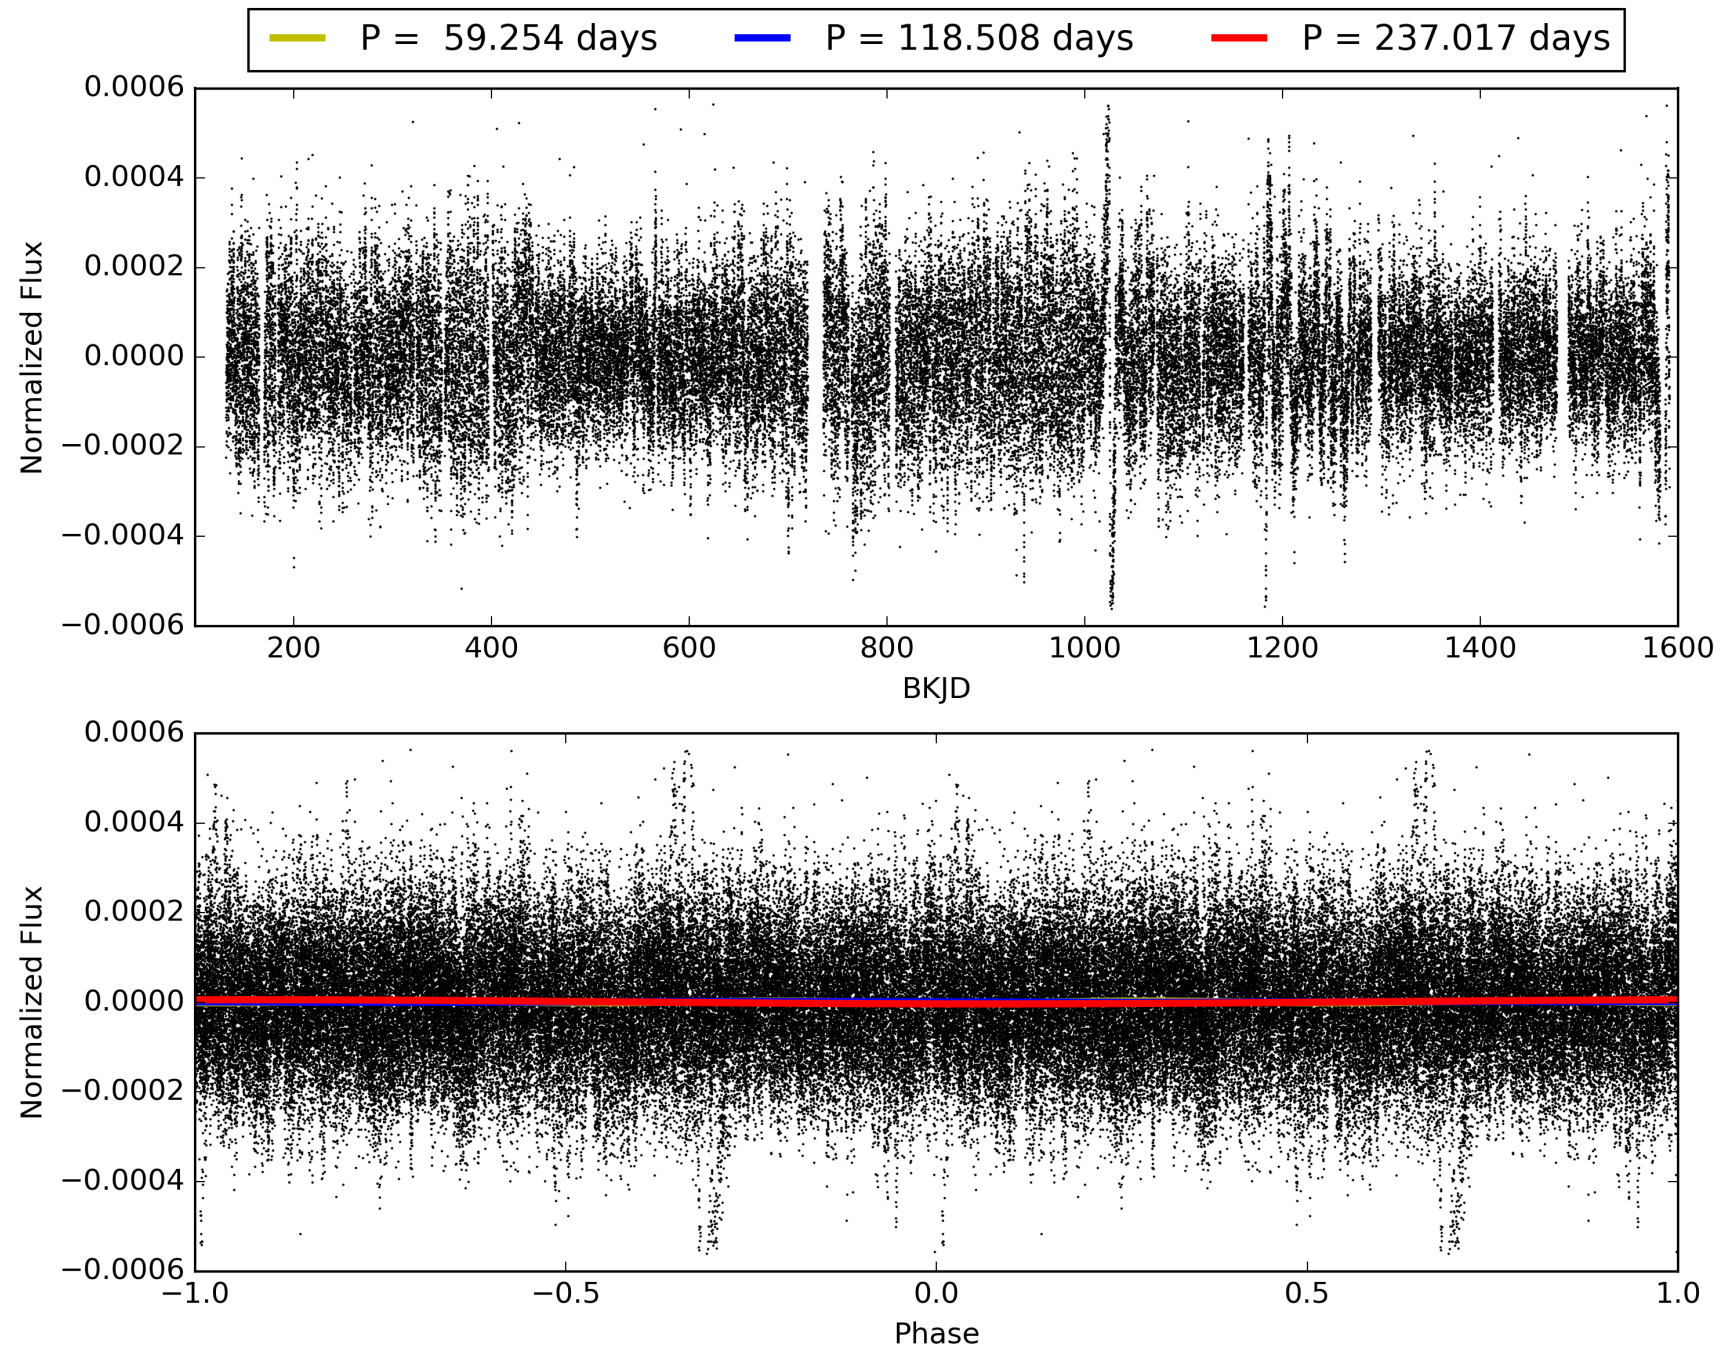 P = 59.254 days P = 118.508 days P = 237.017 days
0.0006
0.0004
0.0002
0.0000
−0.0002
−0.0004
−0.0006
Normalized Flux
200 400 600 800 1000 1200 1400 1600
BKJD
0.0006
0.0004
0.0002
0.0000
−0.0002
−0.0004
−0.0006
Normalized Flux
−1.0 −0.5 0.0 0.5 1.0
Phase